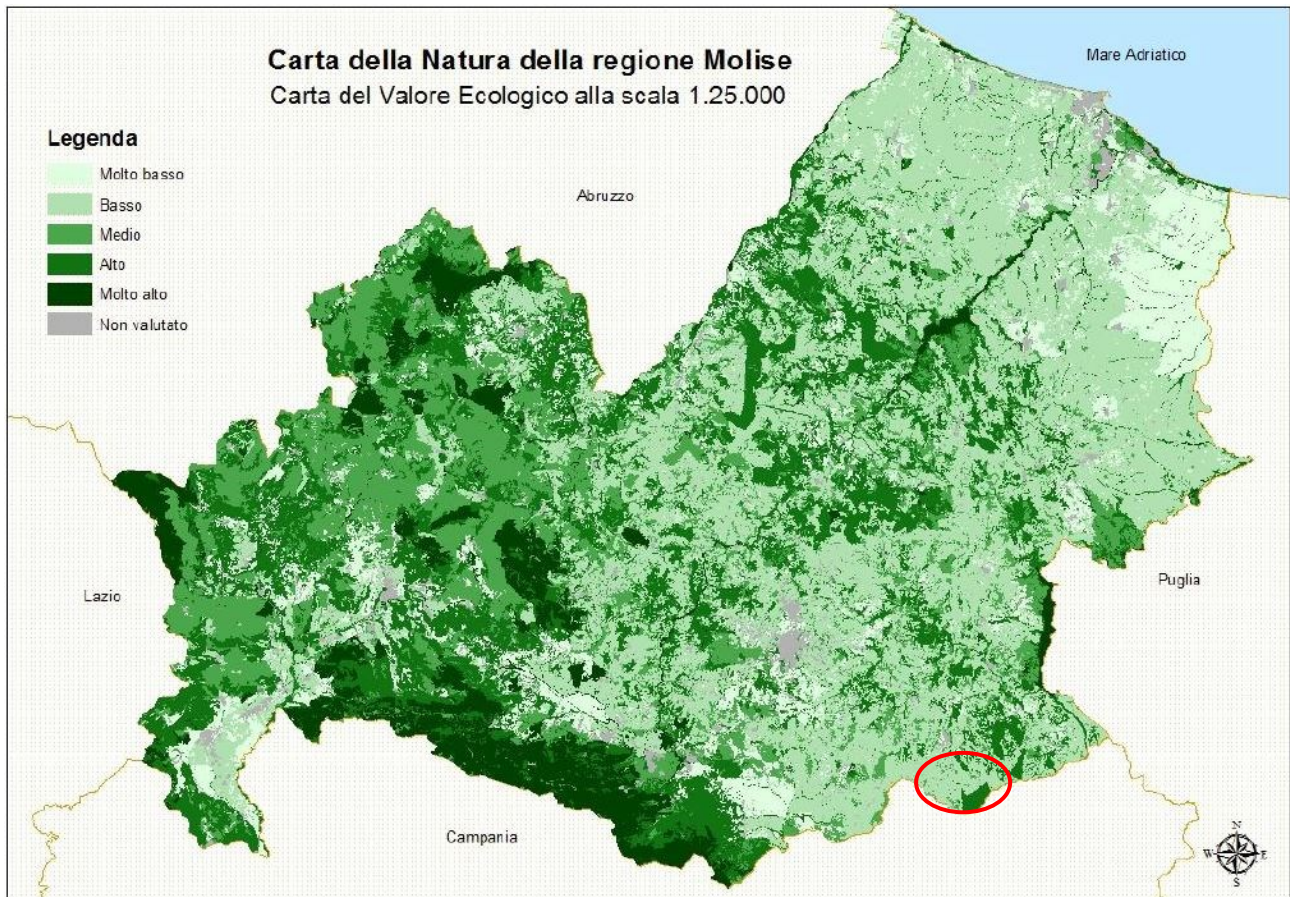 Carta della Natura della regione Molise
Carta del Valore Ecologico alla scala 1.25.000
Mare Adriatico
Legenda
Molto basso
Basso
Medio
Alto
Molto alto
Non valutato
Abruzzo
Lazio
Puglia
Campania
N
W E
S